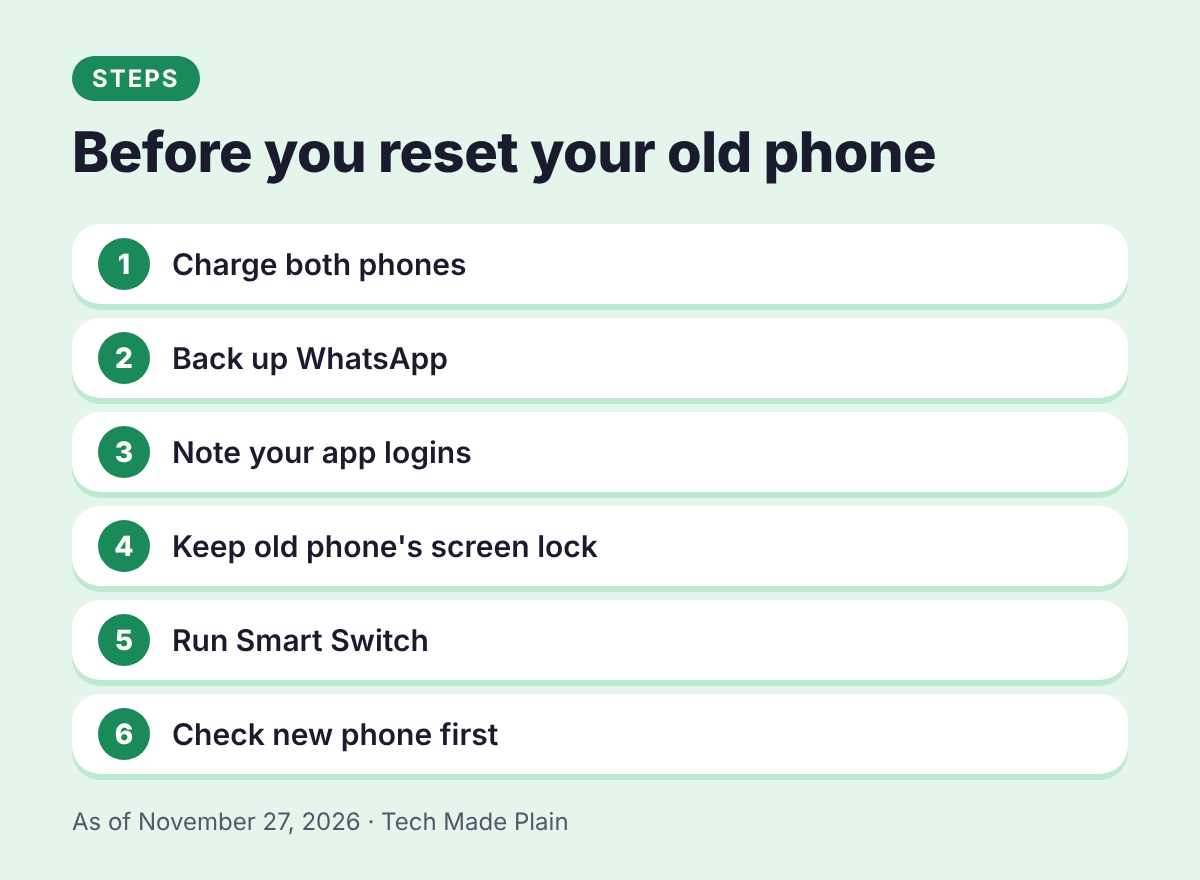 STEPS
Before you reset your old phone
1 Charge both phones
2 Back up WhatsApp
3 Note your app logins
4 Keep old phone's screen lock
5 Run Smart Switch
6 Check new phone first
As of November 27, 2026 · Tech Made Plain